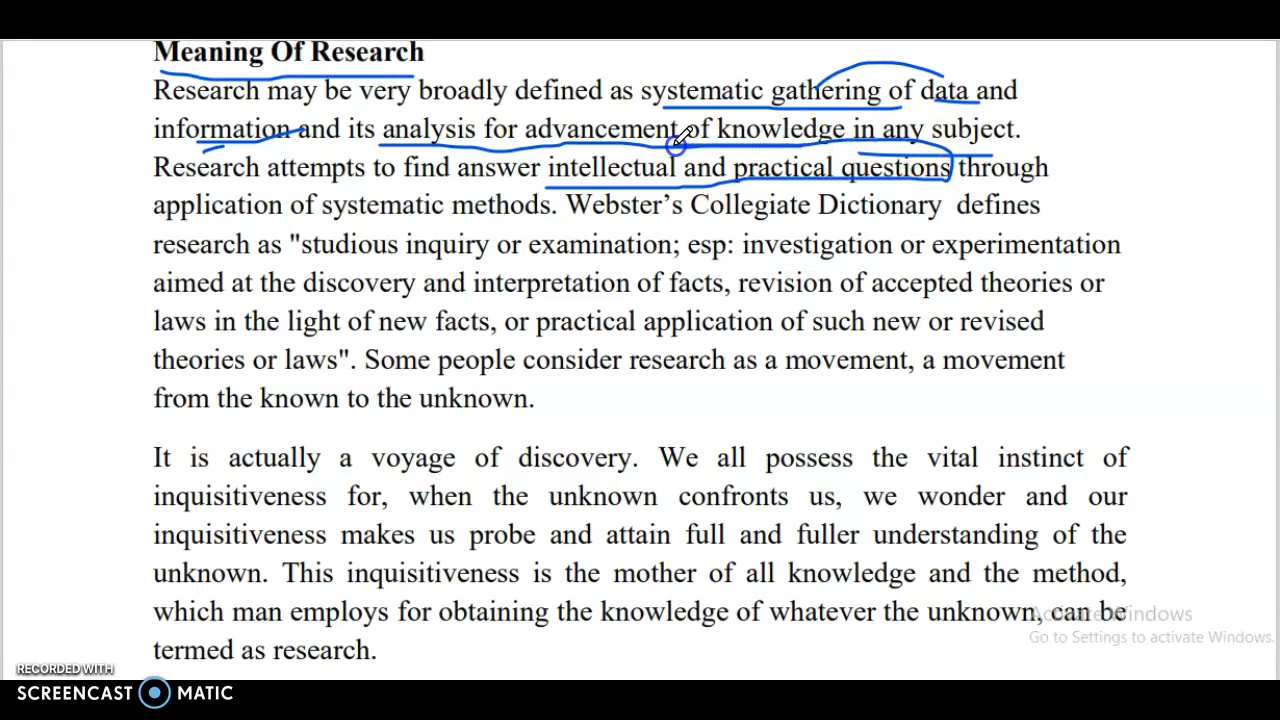 Meaning Of Research
Research may be very broadly defined as systematic gathering of data and
information and its analysis for advancement of knowledge in any subject.
Research attempts to find answer intellectual and practical questions through
application of systematic methods. Webster's Collegiate Dictionary defines
research as "studious inquiry or examination; esp: investigation or experimentation
aimed at the discovery and interpretation of facts, revision of accepted theories or
laws in the light of new facts, or practical application of such new or revised
theories or laws". Some people consider research as a movement, a movement
from the known to the unknown.
It is actually a voyage of discovery. We all possess the vital instinct of
inquisitiveness for, when the unknown confronts us, we wonder and our
inquisitiveness makes us probe and attain full and fuller understanding of the
unknown. This inquisitiveness is the mother of all knowledge and the method,
which man employs for obtaining the knowledge of whatever the unknown, can be
termed as research.
Activate Windows
Go to Settings to activate Windows.
RECORDED WITH
SCREENCAST MATIC